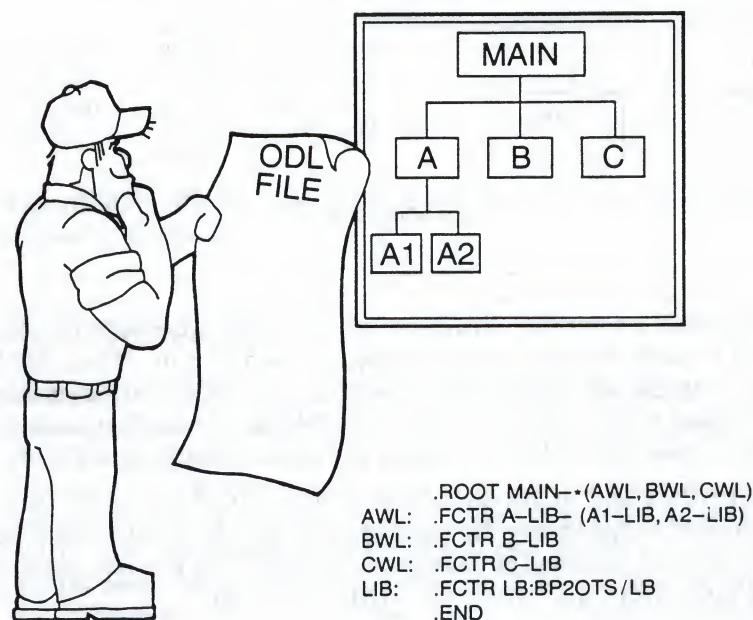 ODL
FILE
MAIN
A B C
A1 A2
.ROOT MAIN–*(AWL, BWL, CWL)
AWL: .FCTR A–LIB– (A1–LIB, A2–LIB)
BWL: .FCTR B–LIB
CWL: .FCTR C–LIB
LIB: .FCTR LB:BP2OTS/LB
.END